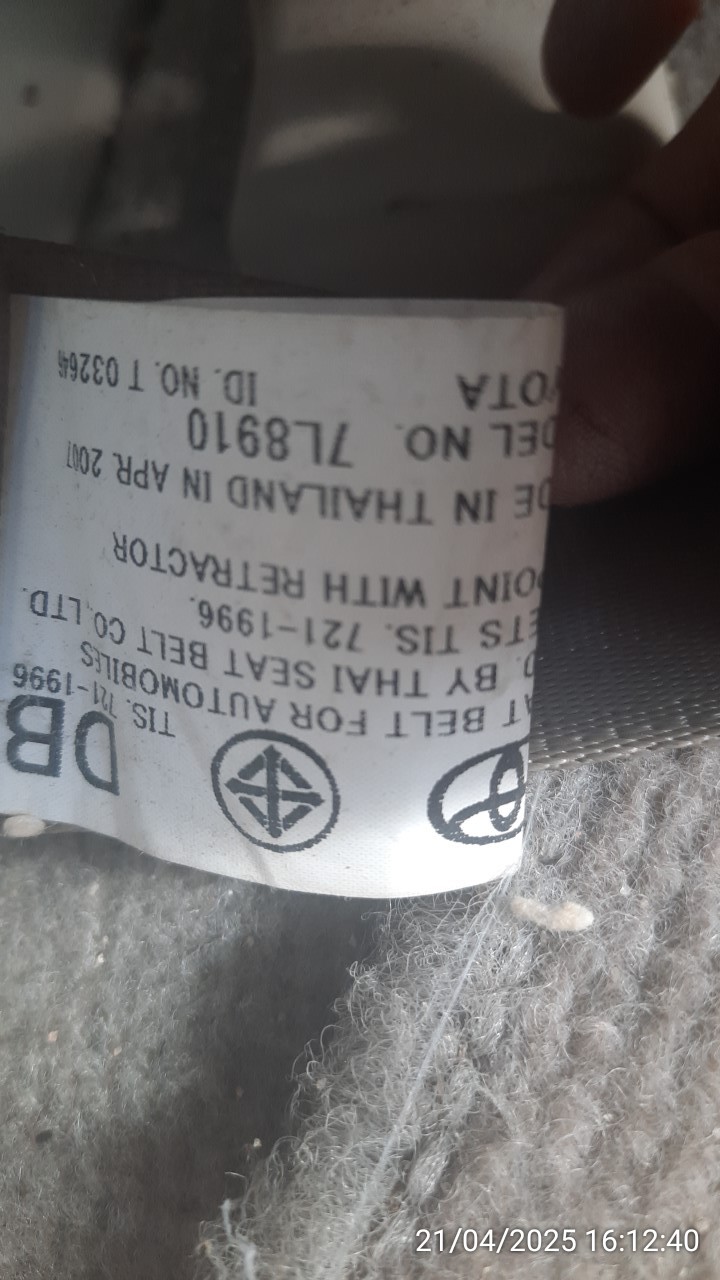 DB
TIS. 721-1996
AT BELT FOR AUTOMOBILES
D. BY THAI SEAT BELT CO.,LTD.
ETS TIS. 721-1996.
POINT WITH RETRACTOR
DE IN THAILAND IN APR. 2007
DEL NO. 7L8910
YOTA ID. NO. T 032646
21/04/2025 16:12:40